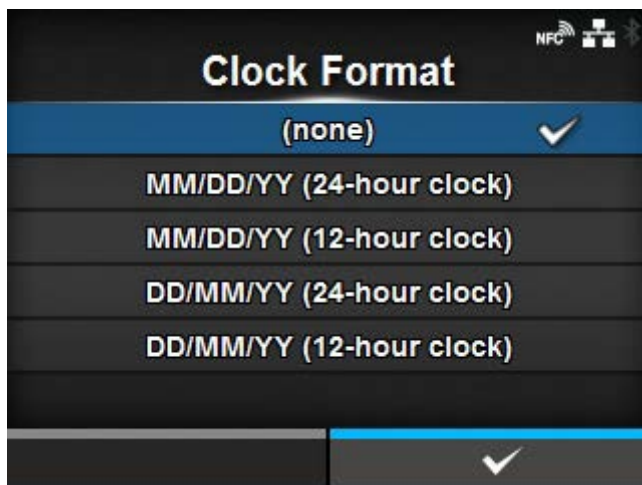 NFC
Clock Format
(none)
MM/DD/YY (24-hour clock)
MM/DD/YY (12-hour clock)
DD/MM/YY (24-hour clock)
DD/MM/YY (12-hour clock)